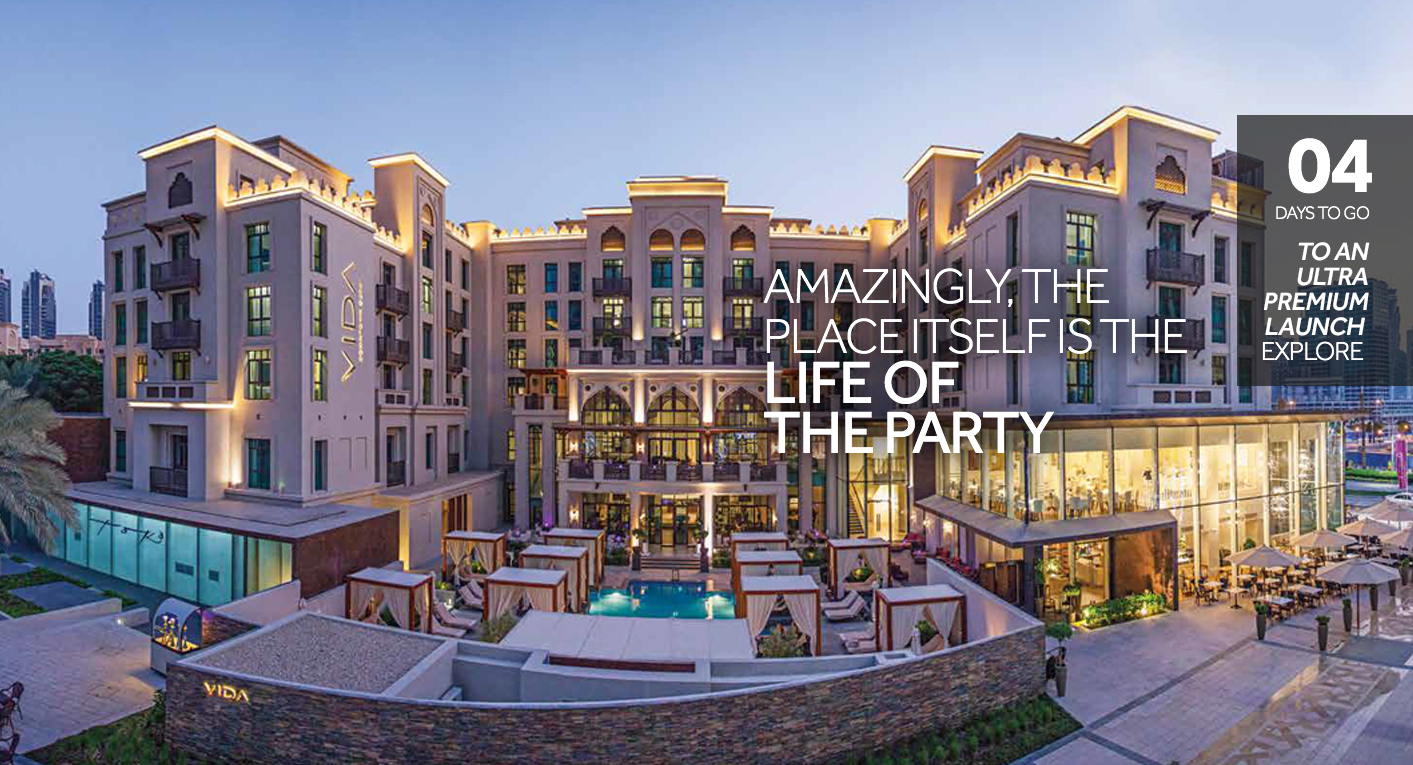 04
DAYS TO GO
TO AN
ULTRA
PREMIUM
LAUNCH
EXPLORE
AMAZINGLY, THE
PLACE ITSELF IS THE
LIFE OF
THE PARTY
VIDA
VIDA